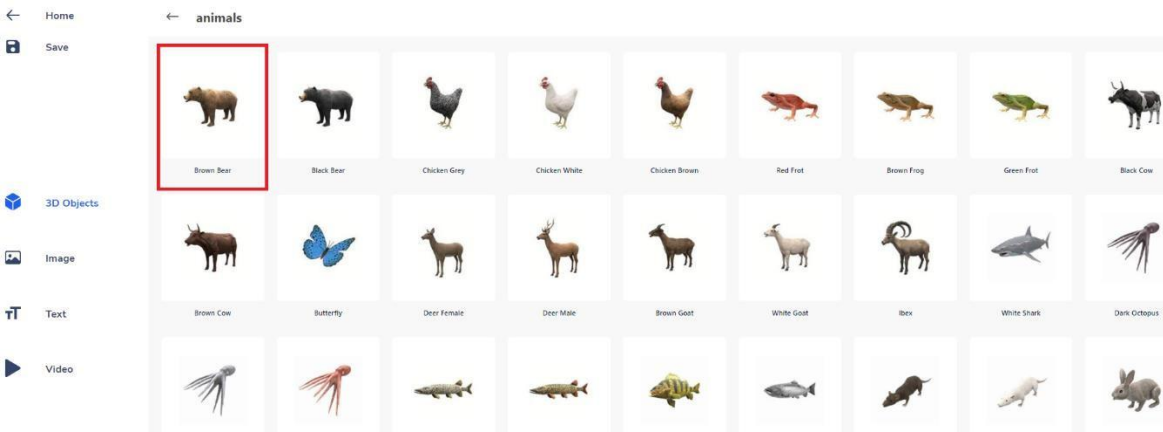 Home
animals
Save
Brown Bear
Black Bear
Chicken Grey
Chicken White
Chicken Brown
Red Frot
Brown Frog
Green Frot
Black Cow
3D Objects
Image
Brown Cow
Butterfly
Deer Female
Deer Male
Brown Goat
White Goat
Ibex
White Shark
Dark Octopus
Text
Video